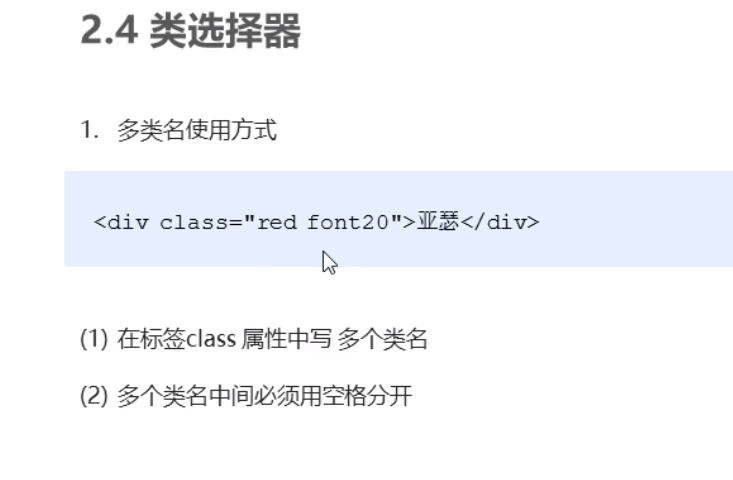 2.4 类选择器
1. 多类名使用方式
<div class="red font20">亚瑟</div>
(1) 在标签class 属性中写 多个类名
(2) 多个类名中间必须用空格分开